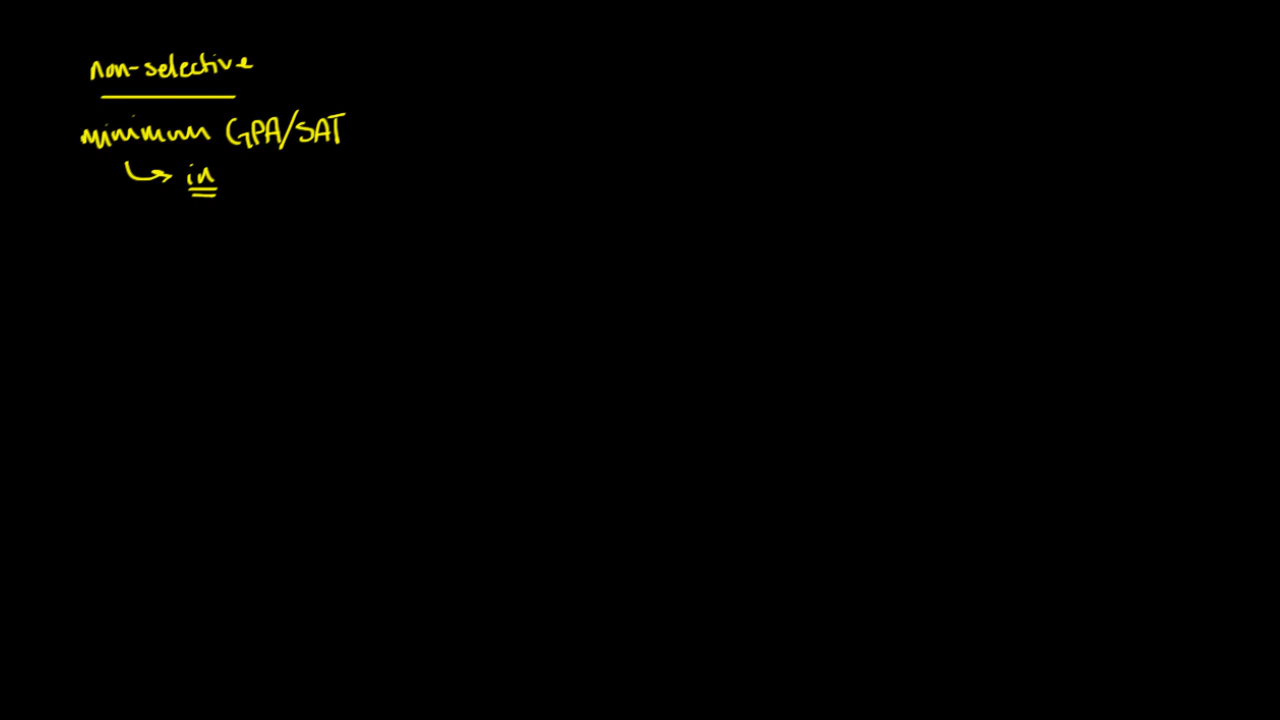 non-selective
minimum GPA/SAT
↳ in